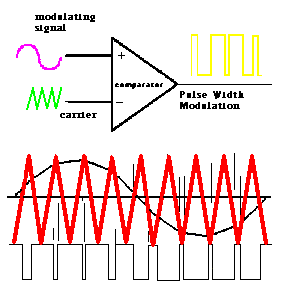 modulating
signal
+
comparator
−
carrier
Pulse Width
Modulation